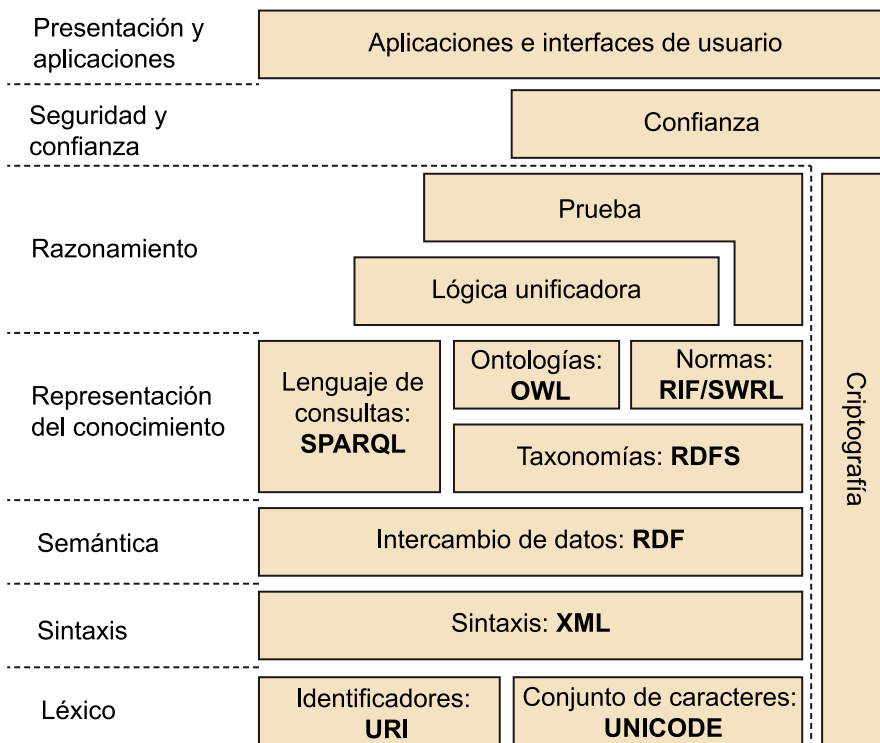 Presentación y
aplicaciones
Aplicaciones e interfaces de usuario
Seguridad y
confianza
Confianza
Razonamiento
Prueba
Lógica unificadora
Representación
del conocimiento
Lenguaje de
consultas:
SPARQL
Ontologías:
OWL
Normas:
RIF/SWRL
Taxonomías: RDFS
Criptografía
Semántica
Intercambio de datos: RDF
Sintaxis
Sintaxis: XML
Léxico
Identificadores:
URI
Conjunto de caracteres:
UNICODE